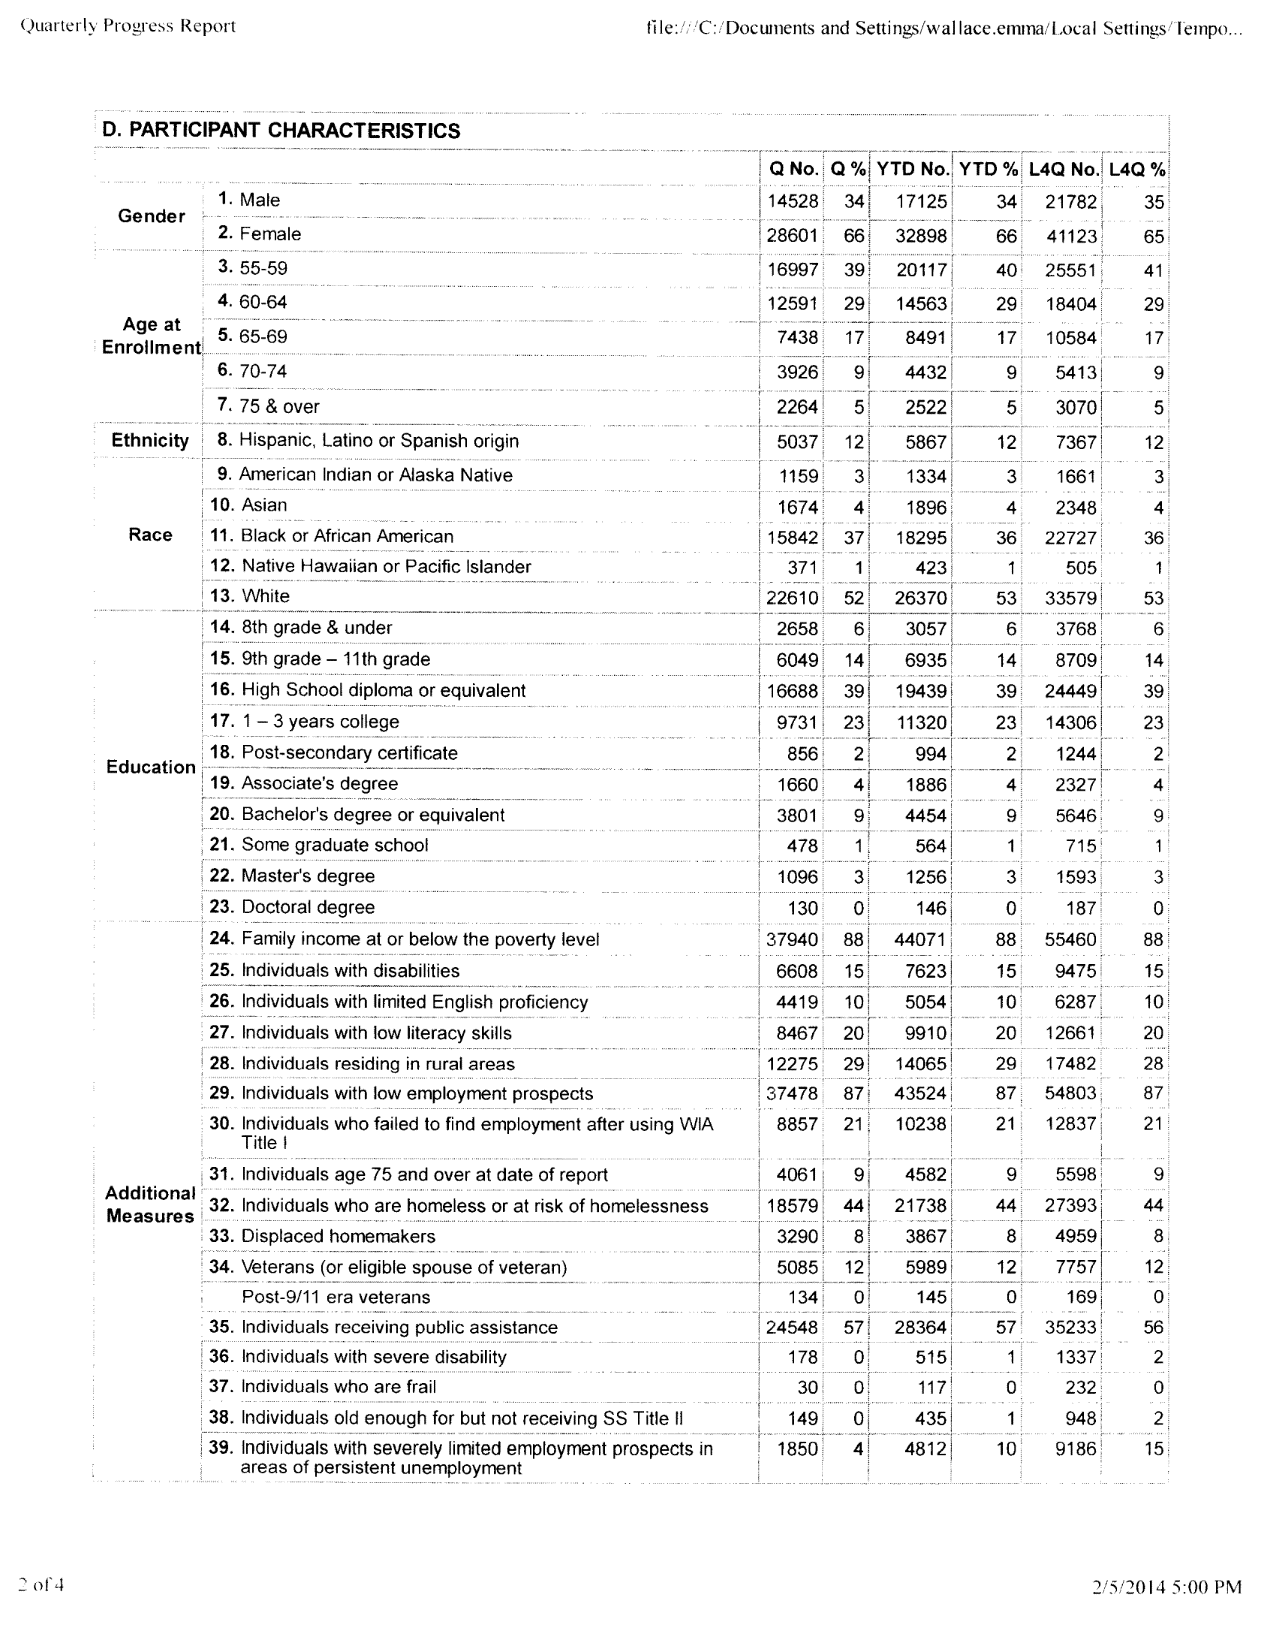 Quarterly Progress Report file:///C:/Documents and Settings/wallace.emma/Local Settings/Tempo...
D. PARTICIPANT CHARACTERISTICS
Q No. Q % YTD No. YTD % L4Q No. L4Q %
Gender
1. Male 14528 34 17125 34 21782 35
2. Female 28601 66 32898 66 41123 65
Age at
Enrollment
3. 55-59 16997 39 20117 40 25551 41
4. 60-64 12591 29 14563 29 18404 29
5. 65-69 7438 17 8491 17 10584 17
6. 70-74 3926 9 4432 9 5413 9
7. 75 & over 2264 5 2522 5 3070 5
Ethnicity 8. Hispanic, Latino or Spanish origin 5037 12 5867 12 7367 12
Race
9. American Indian or Alaska Native 1159 3 1334 3 1661 3
10. Asian 1674 4 1896 4 2348 4
11. Black or African American 15842 37 18295 36 22727 36
12. Native Hawaiian or Pacific Islander 371 1 423 1 505 1
13. White 22610 52 26370 53 33579 53
Education
14. 8th grade & under 2658 6 3057 6 3768 6
15. 9th grade – 11th grade 6049 14 6935 14 8709 14
16. High School diploma or equivalent 16688 39 19439 39 24449 39
17. 1 – 3 years college 9731 23 11320 23 14306 23
18. Post-secondary certificate 856 2 994 2 1244 2
19. Associate's degree 1660 4 1886 4 2327 4
20. Bachelor's degree or equivalent 3801 9 4454 9 5646 9
21. Some graduate school 478 1 564 1 715 1
22. Master's degree 1096 3 1256 3 1593 3
23. Doctoral degree 130 0 146 0 187 0
Additional
Measures
24. Family income at or below the poverty level 37940 88 44071 88 55460 88
25. Individuals with disabilities 6608 15 7623 15 9475 15
26. Individuals with limited English proficiency 4419 10 5054 10 6287 10
27. Individuals with low literacy skills 8467 20 9910 20 12661 20
28. Individuals residing in rural areas 12275 29 14065 29 17482 28
29. Individuals with low employment prospects 37478 87 43524 87 54803 87
30. Individuals who failed to find employment after using WIA 8857 21 10238 21 12837 21
Title I
31. Individuals age 75 and over at date of report 4061 9 4582 9 5598 9
32. Individuals who are homeless or at risk of homelessness 18579 44 21738 44 27393 44
33. Displaced homemakers 3290 8 3867 8 4959 8
34. Veterans (or eligible spouse of veteran) 5085 12 5989 12 7757 12
Post-9/11 era veterans 134 0 145 0 169 0
35. Individuals receiving public assistance 24548 57 28364 57 35233 56
36. Individuals with severe disability 178 0 515 1 1337 2
37. Individuals who are frail 30 0 117 0 232 0
38. Individuals old enough for but not receiving SS Title II 149 0 435 1 948 2
39. Individuals with severely limited employment prospects in 1850 4 4812 10 9186 15
areas of persistent unemployment
2 of 4 2/5/2014 5:00 PM